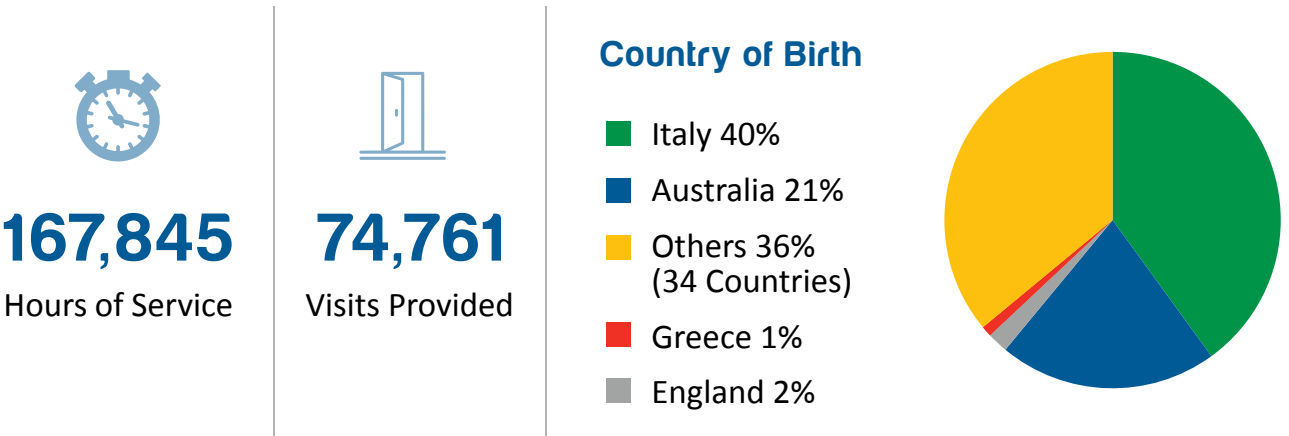 167,845
Hours of Service
74,761
Visits Provided
Country of Birth
Italy 40%
Australia 21%
Others 36%
(34 Countries)
Greece 1%
England 2%